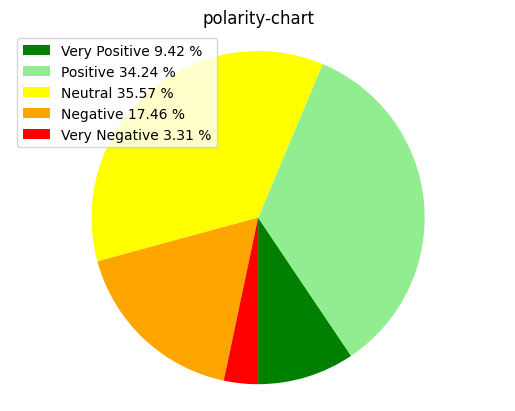 polarity-chart
Very Positive 9.42 %
Positive 34.24 %
Neutral 35.57 %
Negative 17.46 %
Very Negative 3.31 %